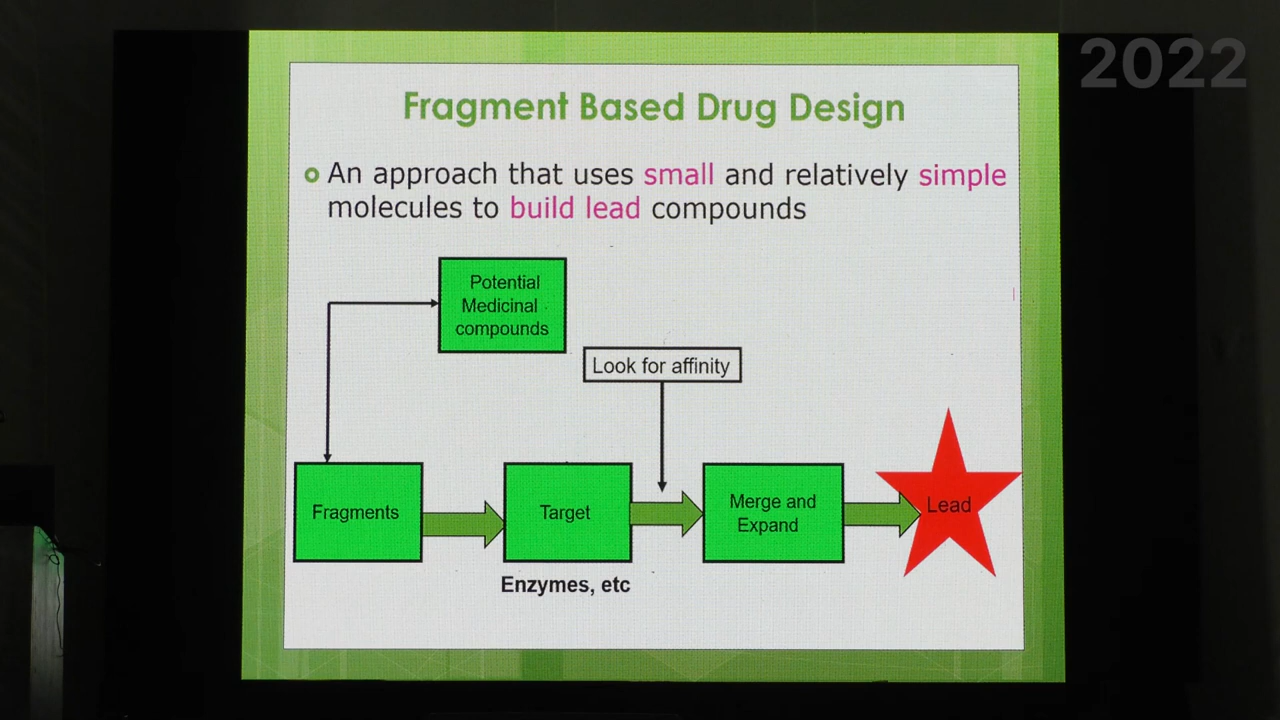 2022
Fragment Based Drug Design
An approach that uses small and relatively simple
molecules to build lead compounds
Potential
Medicinal
compounds
Look for affinity
Fragments
Target
Merge and
Expand
Lead
Enzymes, etc